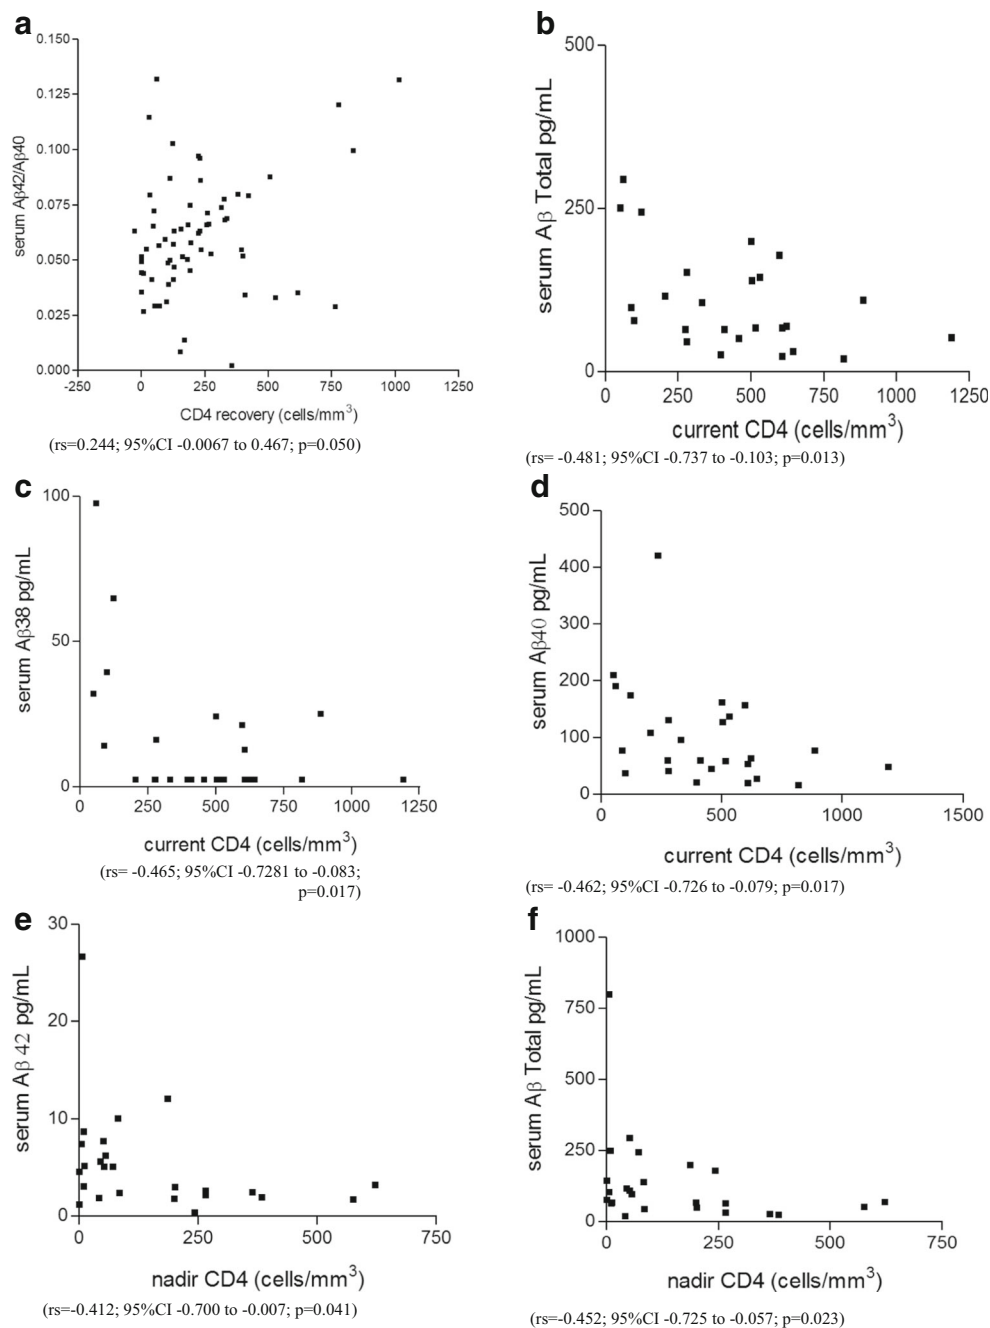 a
0.150
0.125
0.100
0.075
0.050
0.025
0.000
serum Aβ42/Aβ40
-250 0 250 500 750 1000 1250
CD4 recovery (cells/mm³)
(rs=0.244; 95%CI -0.0067 to 0.467; p=0.050)
b
500
250
0
serum Aβ Total pg/mL
0 250 500 750 1000 1250
current CD4 (cells/mm³)
(rs= -0.481; 95%CI -0.737 to -0.103; p=0.013)
c
100
50
0
serum Aβ38 pg/mL
0 250 500 750 1000 1250
current CD4 (cells/mm³)
(rs= -0.465; 95%CI -0.7281 to -0.083;
p=0.017)
d
500
400
300
200
100
0
serum Aβ40 pg/mL
0 500 1000 1500
current CD4 (cells/mm³)
(rs= -0.462; 95%CI -0.726 to -0.079; p=0.017)
e
30
20
10
0
serum Aβ 42 pg/mL
0 250 500 750
nadir CD4 (cells/mm³)
(rs=-0.412; 95%CI -0.700 to -0.007; p=0.041)
f
1000
750
500
250
0
serum Aβ Total pg/mL
0 250 500 750
nadir CD4 (cells/mm³)
(rs=-0.452; 95%CI -0.725 to -0.057; p=0.023)